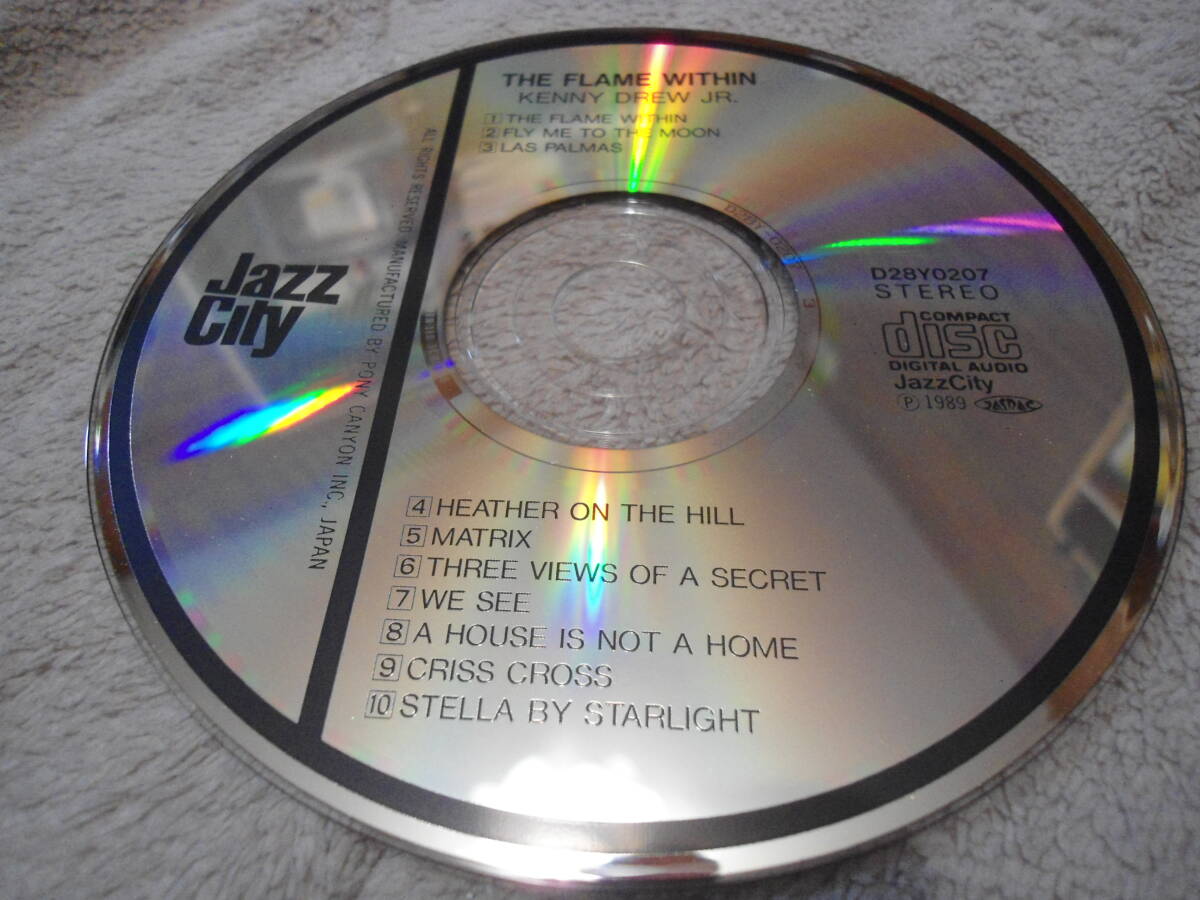 THE FLAME WITHIN
KENNY DREW JR.
1 THE FLAME WITHIN
2 FLY ME TO THE MOON
3 LAS PALMAS
Jazz
City
ALL RIGHTS RESERVED MANUFACTURED BY PONY CANYON INC., JAPAN
D28Y0207
STEREO
COMPACT
disc
DIGITAL AUDIO
JazzCity
Ⓟ 1989 JASRAC
4 HEATHER ON THE HILL
5 MATRIX
6 THREE VIEWS OF A SECRET
7 WE SEE
8 A HOUSE IS NOT A HOME
9 CRISS CROSS
10 STELLA BY STARLIGHT